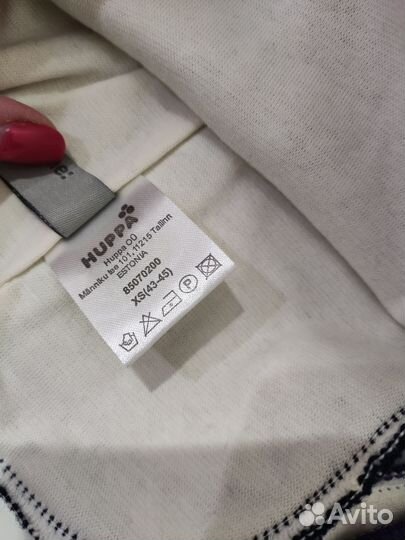 e:
HUPPA
Huppa OÜ
Männiku tee 101, 11215 Tallinn
ESTONIA
85070200
XS(43-45)
P
Avito